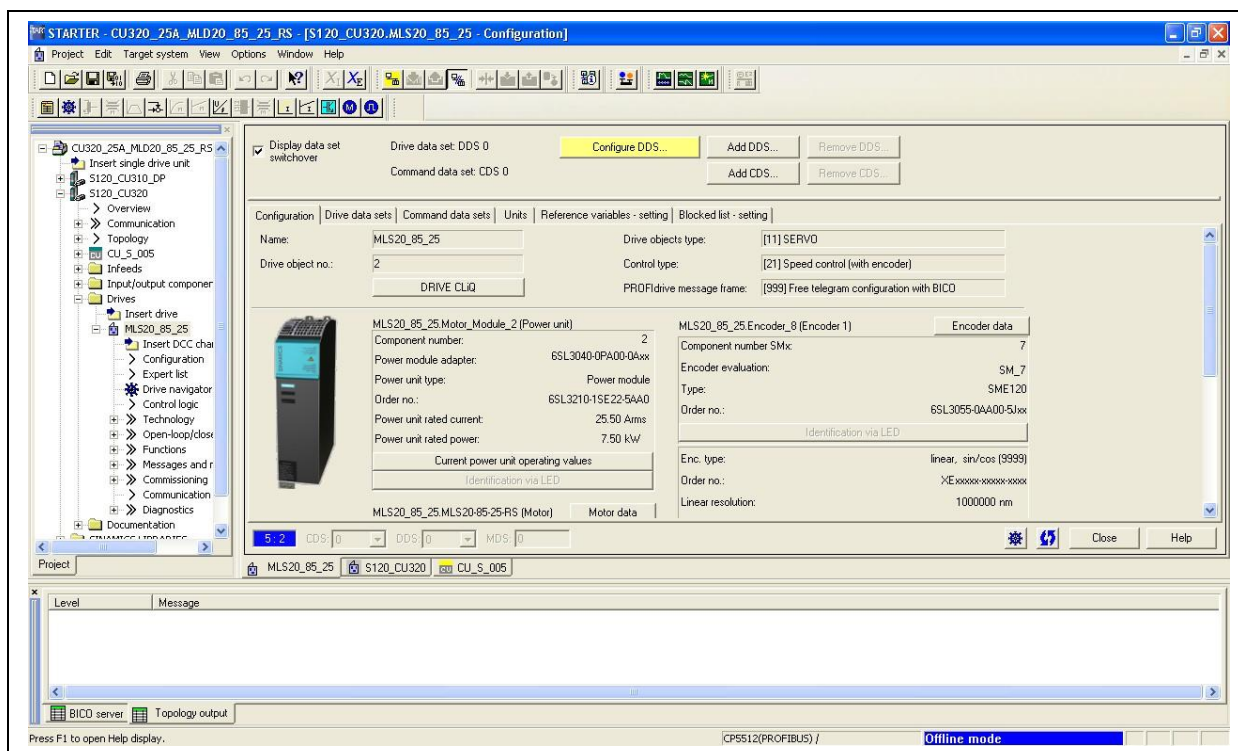 STARTER - CU320_25A_MLD20_85_25_RS - [S120_CU320.MLS20_85_25 - Configuration]
Project Edit Target system View Options Window Help
CU320_25A_MLD20_85_25_RS
Insert single drive unit
S120_CU310_DP
S120_CU320
Overview
Communication
Topology
CU_S_005
Infeeds
Input/output componer
Drives
Insert drive
MLS20_85_25
Insert DCC char
Configuration
Expert list
Drive navigator
Control logic
Technology
Open-loop/close
Functions
Messages and r
Commissioning
Communication
Diagnostics
Documentation
SINAMICS LIBRARIES
Project
Display data set switchover
Drive data set: DDS 0
Configure DDS...
Add DDS...
Remove DDS...
Command data set: CDS 0
Add CDS...
Remove CDS...
Configuration Drive data sets Command data sets Units Reference variables - setting Blocked list - setting
Name: MLS20_85_25
Drive objects type: [11] SERVO
Drive object no.: 2
Control type: [21] Speed control (with encoder)
DRIVE CLiQ
PROFIdrive message frame: [999] Free telegram configuration with BICO
MLS20_85_25.Motor_Module_2 (Power unit)
Component number: 2
Power module adapter: 6SL3040-0PA00-0Axx
Power unit type: Power module
Order no.: 6SL3210-1SE22-5AA0
Power unit rated current: 25.50 Arms
Power unit rated power: 7.50 kW
Current power unit operating values
Identification via LED
MLS20_85_25.MLS20-85-25-RS (Motor) Motor data
MLS20_85_25.Encoder_8 (Encoder 1) Encoder data
Component number SMx: 7
Encoder evaluation: SM_7
Type: SME120
Order no.: 6SL3055-0AA00-5Jxx
Identification via LED
Enc. type: linear, sin/cos (9999)
Order no.: XExxxxx-xxxxx-xxxx
Linear resolution: 1000000 nm
5:2 CDS: 0 DDS: 0 MDS: 0
Close Help
MLS20_85_25 S120_CU320 CU_S_005
Level Message
BICO server Topology output
Press F1 to open Help display.
CP5512(PROFIBUS) /
Offline mode